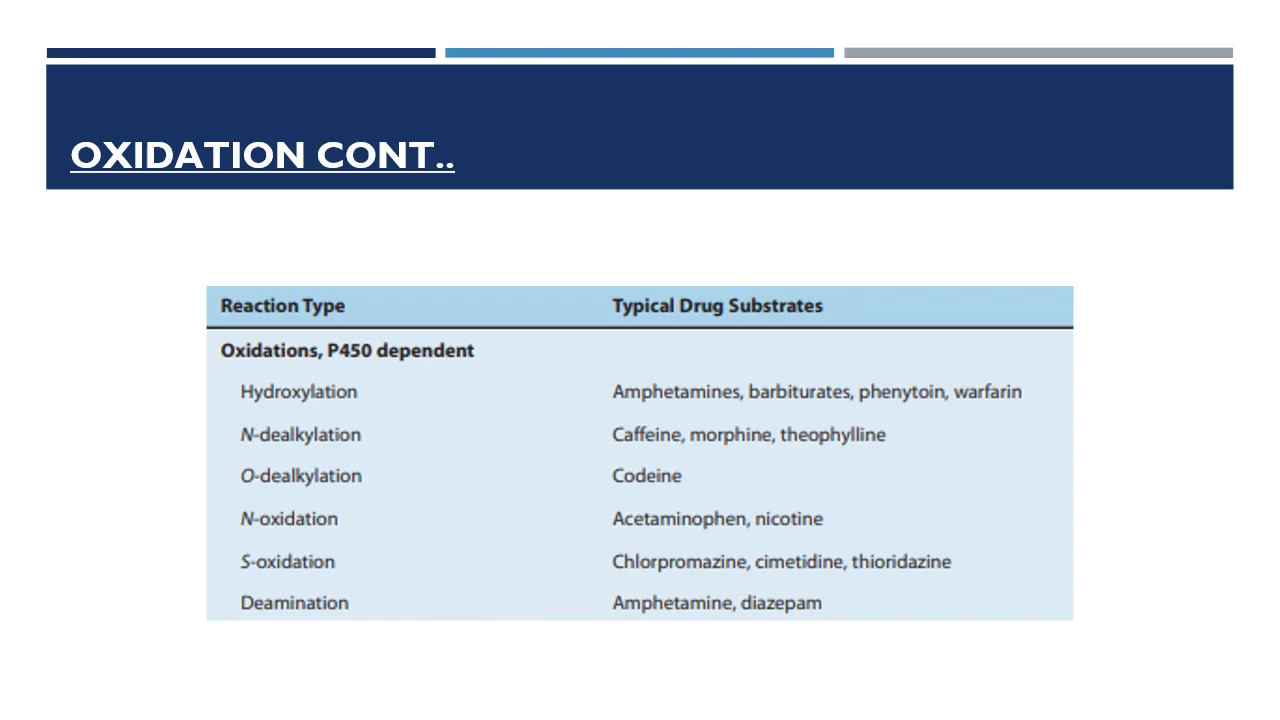 OXIDATION CONT..
Reaction Type Typical Drug Substrates
Oxidations, P450 dependent
Hydroxylation Amphetamines, barbiturates, phenytoin, warfarin
N-dealkylation Caffeine, morphine, theophylline
O-dealkylation Codeine
N-oxidation Acetaminophen, nicotine
S-oxidation Chlorpromazine, cimetidine, thioridazine
Deamination Amphetamine, diazepam